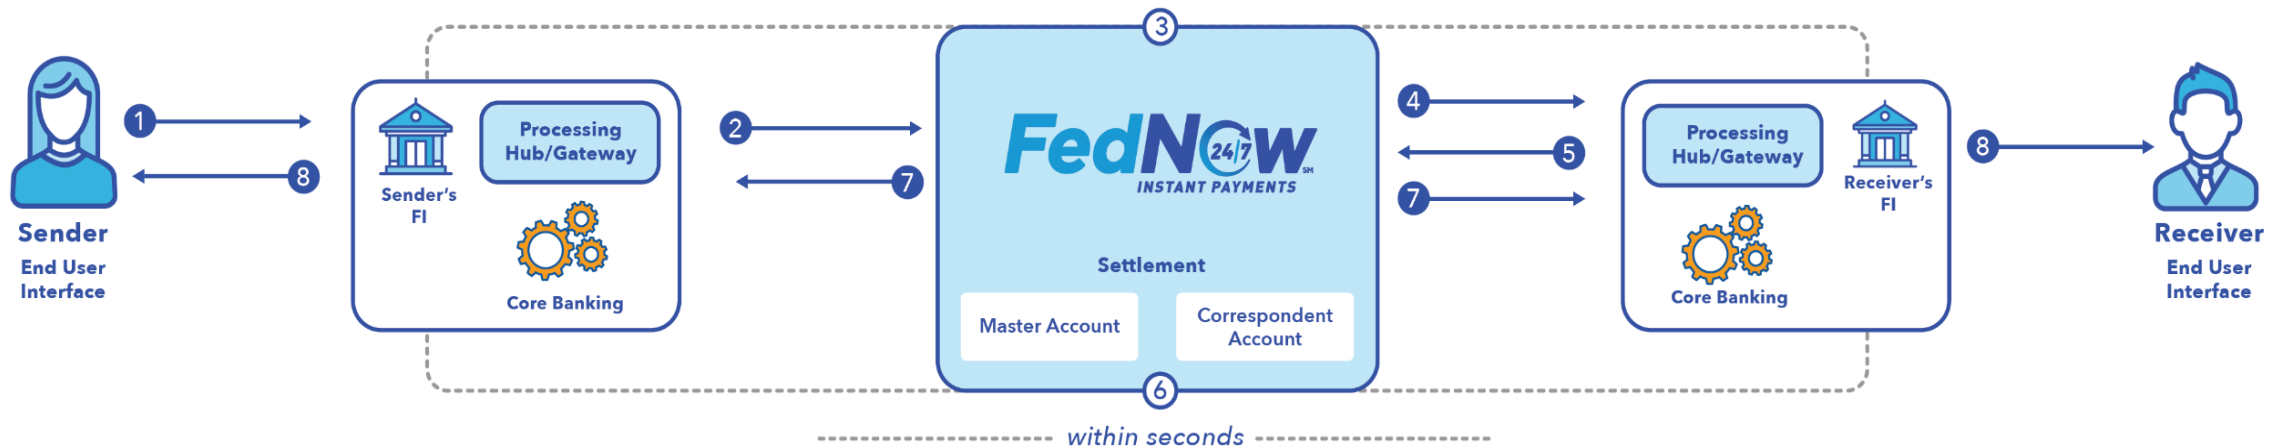 3
1
8
Sender
End User
Interface
Sender's
FI
Processing
Hub/Gateway
Core Banking
2
7
FedNow
24/7
SM
INSTANT PAYMENTS
Settlement
Master Account
Correspondent
Account
6
4
5
7
Processing
Hub/Gateway
Receiver's
FI
Core Banking
8
Receiver
End User
Interface
within seconds